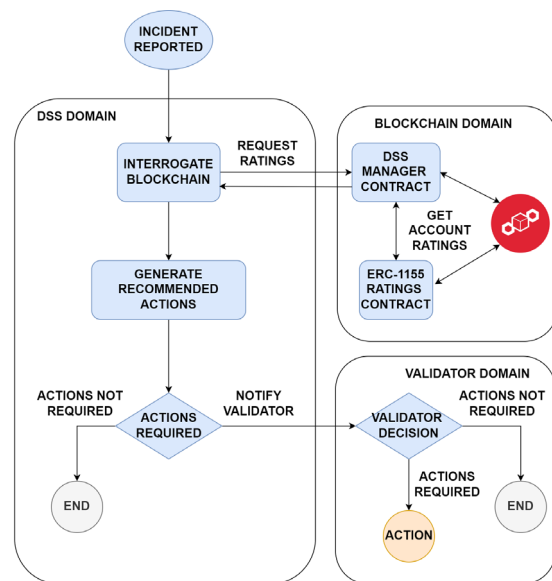 INCIDENT
REPORTED
DSS DOMAIN
BLOCKCHAIN DOMAIN
INTERROGATE
BLOCKCHAIN
REQUEST
RATINGS
DSS
MANAGER
CONTRACT
GET
ACCOUNT
RATINGS
GENERATE
RECOMMENDED
ACTIONS
ERC-1155
RATINGS
CONTRACT
VALIDATOR DOMAIN
ACTIONS NOT
REQUIRED
ACTIONS
REQUIRED
NOTIFY
VALIDATOR
VALIDATOR
DECISION
ACTIONS NOT
REQUIRED
ACTIONS
REQUIRED
END
ACTION
END